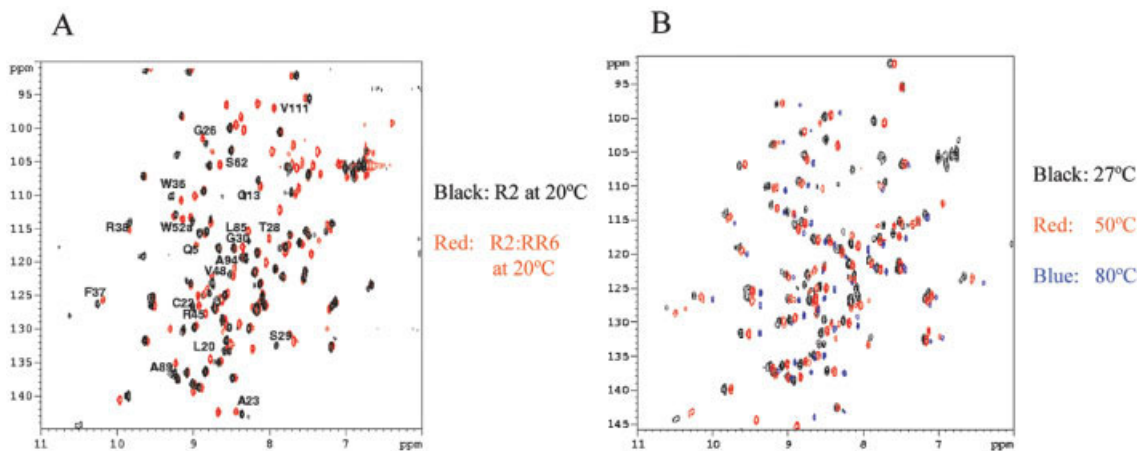 A
B
ppm
95
100
105
110
115
120
125
130
135
140
11
10
9
8
7
ppm
V111
G26
S62
W36
I13
R38
W52a
L85
T28
G30
Q5
A94
V48
F37
C22
R45
S29
L20
A89
A23
Black: R2 at 20ºC
Red: R2:RR6
at 20ºC
ppm
95
100
105
110
115
120
125
130
135
140
145
11
10
9
8
7
ppm
Black: 27ºC
Red: 50ºC
Blue: 80ºC